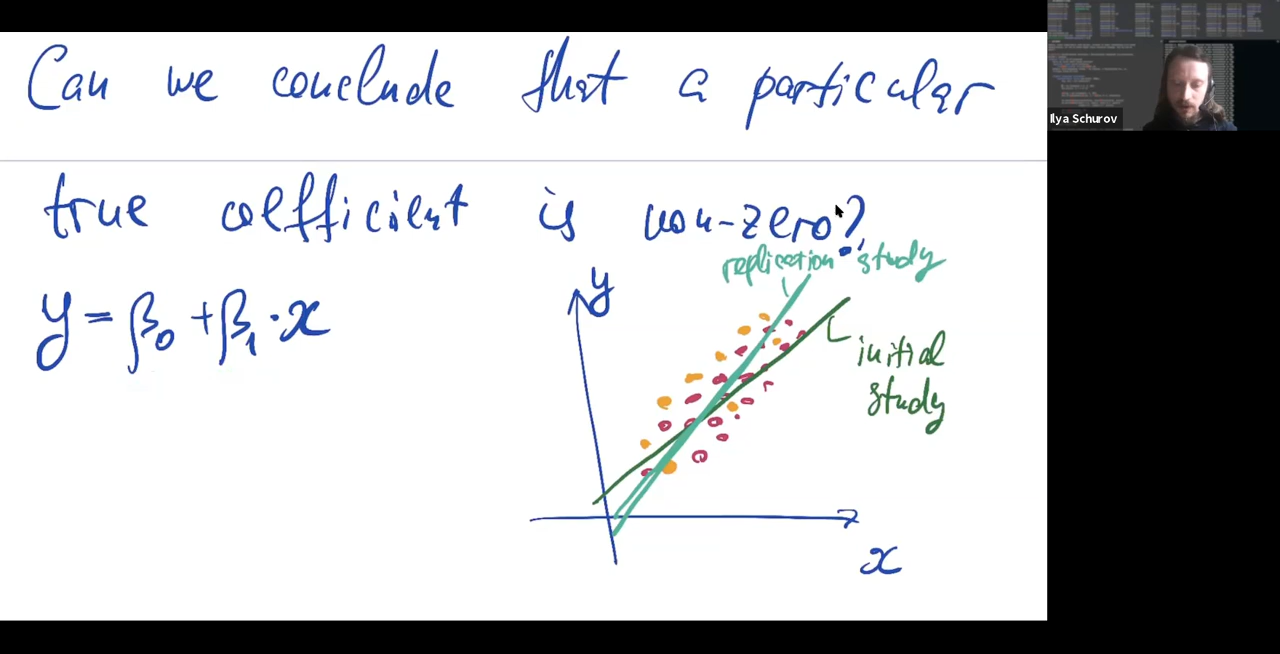 Can we conclude that a particular
Ilya Schurov
true coefficient is non-zero?
replication study
y = β₀ + β₁ · x
y
initial
study
x